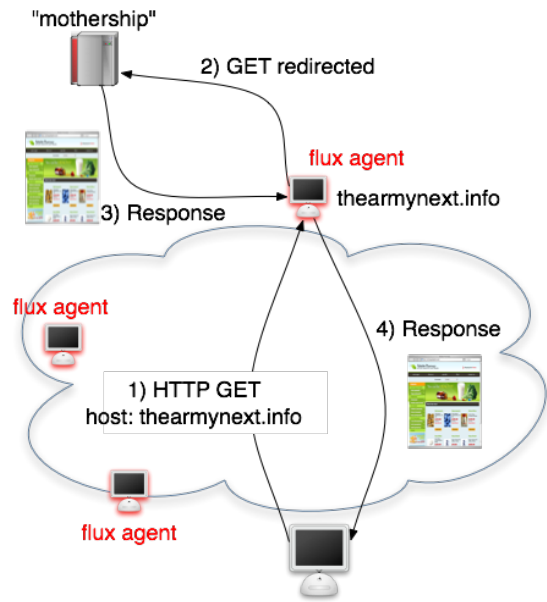 "mothership"
2) GET redirected
flux agent
thearmynext.info
3) Response
flux agent
4) Response
1) HTTP GET
host: thearmynext.info
flux agent